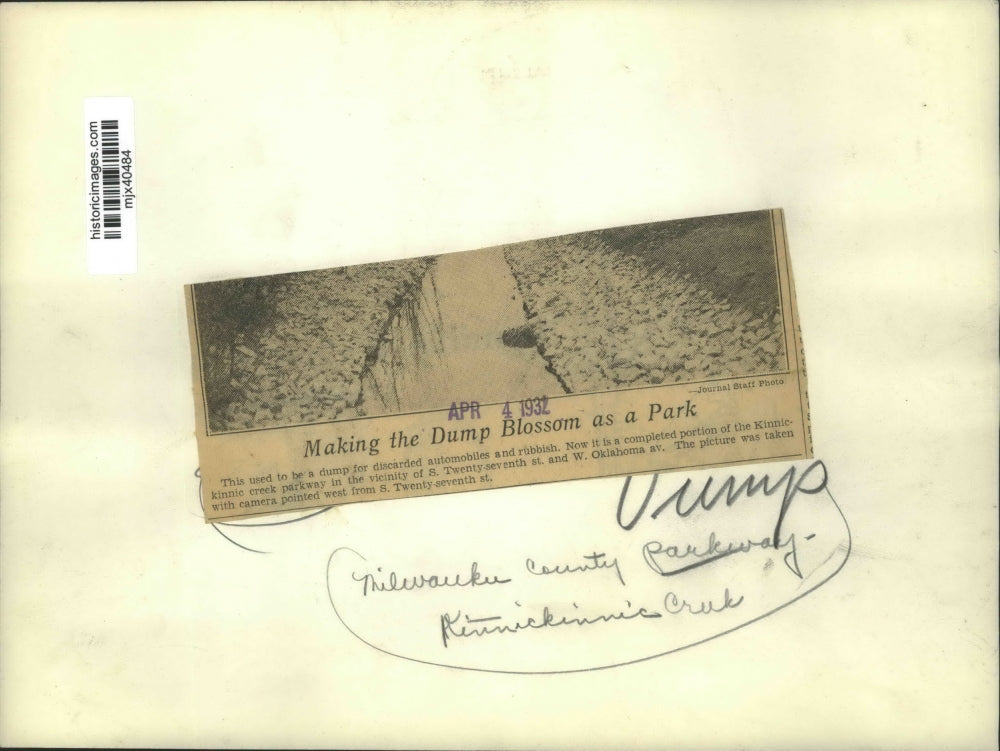 historicimages.com
mjx40484
—Journal Staff Photo
APR 4 1932
Making the Dump Blossom as a Park
This used to be a dump for discarded automobiles and rubbish. Now it is a completed portion of the Kinnic-
kinnic creek parkway in the vicinity of S. Twenty-seventh st. and W. Oklahoma av. The picture was taken
with camera pointed west from S. Twenty-seventh st.
Dump
Milwaukee County Parkway-
Kinnickinnic Creek